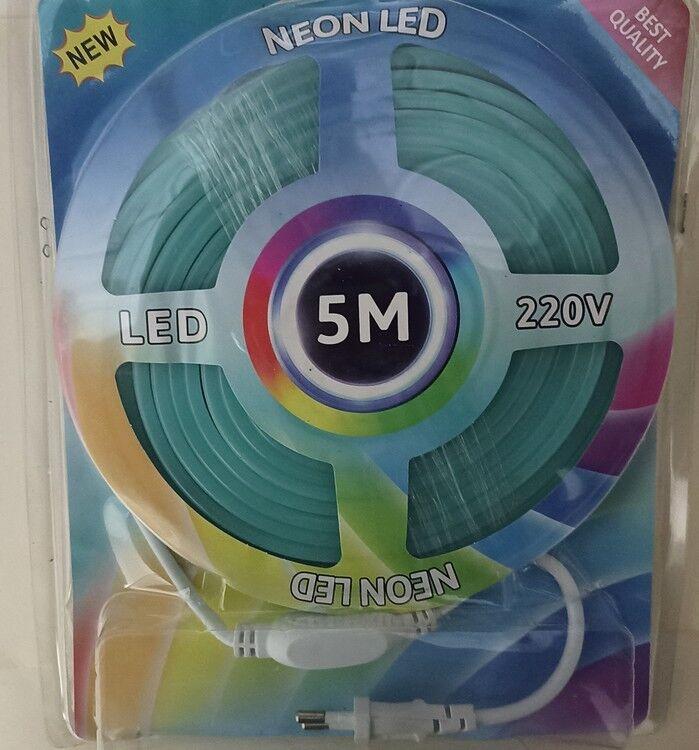 NEW
NEON LED
BEST
QUALITY
LED
5M
220V
NEON LED